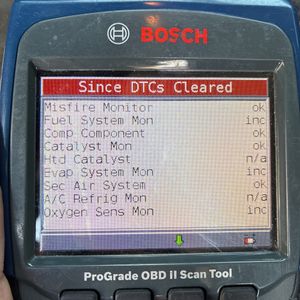 BOSCH
Since DTCs Cleared
Misfire Monitor ok
Fuel System Mon inc
Comp Component ok
Catalyst Mon ok
Htd Catalyst n/a
Evap System Mon inc
Sec Air System ok
A/C Refrig Mon n/a
Oxygen Sens Mon inc
ProGrade OBD II Scan Tool